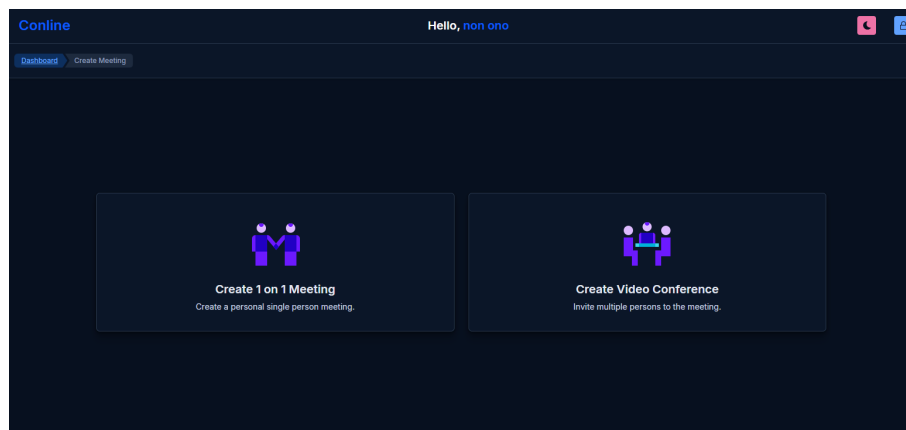 Conline
Hello, non ono
Dashboard
Create Meeting
Create 1 on 1 Meeting
Create a personal single person meeting.
Create Video Conference
Invite multiple persons to the meeting.